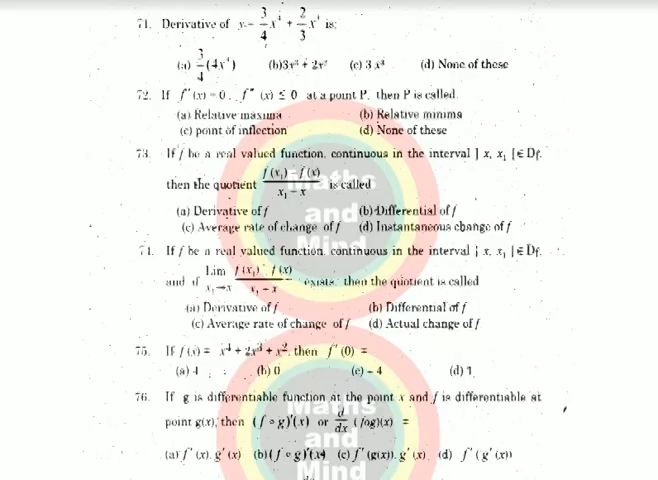 71. Derivative of y = 3/4 x⁴ + 2/3 x³ is:
(a) 3/4 (4x⁴) (b) 3x³ + 2x² (c) 3 x³ (d) None of these
72. If f′(x) = 0, f″ (x) ≤ 0 at a point P, then P is called.
(a) Relative maxima (b) Relative minima
(c) point of inflection (d) None of these
73. If f be a real valued function, continuous in the interval ] x, x₁ [ ∈ Df,
then the quotient f(x₁) – f(x) / x₁ – x is called
(a) Derivative of f (b) Differential of f
(c) Average rate of change of f (d) Instantaneous change of f
If f be a real valued function, continuous in the interval ] x, x₁ [ ∈ Df,
and if Lim x₁→x f(x₁) – f(x) / x₁ – x exists, then the quotient is called
(a) Derivative of f (b) Differential of f
(c) Average rate of change of f (d) Actual change of f
75. If f(x) = x⁴ + 2x³ + x², then f′ (0) =
(a) 4 (b) 0 (c) – 4 (d) 1
76. If g is differentiable function at the point x and f is differentiable at
point g(x), then (f ∘ g)′(x) or d/dx (fog)(x) =
(a) f′ (x). g′ (x) (b) (f ∘ g)′(x) (c) f′ (g(x)). g′ (x) (d) f′ (g′ (x))
Maths
and
Mind
Maths
and
Mind